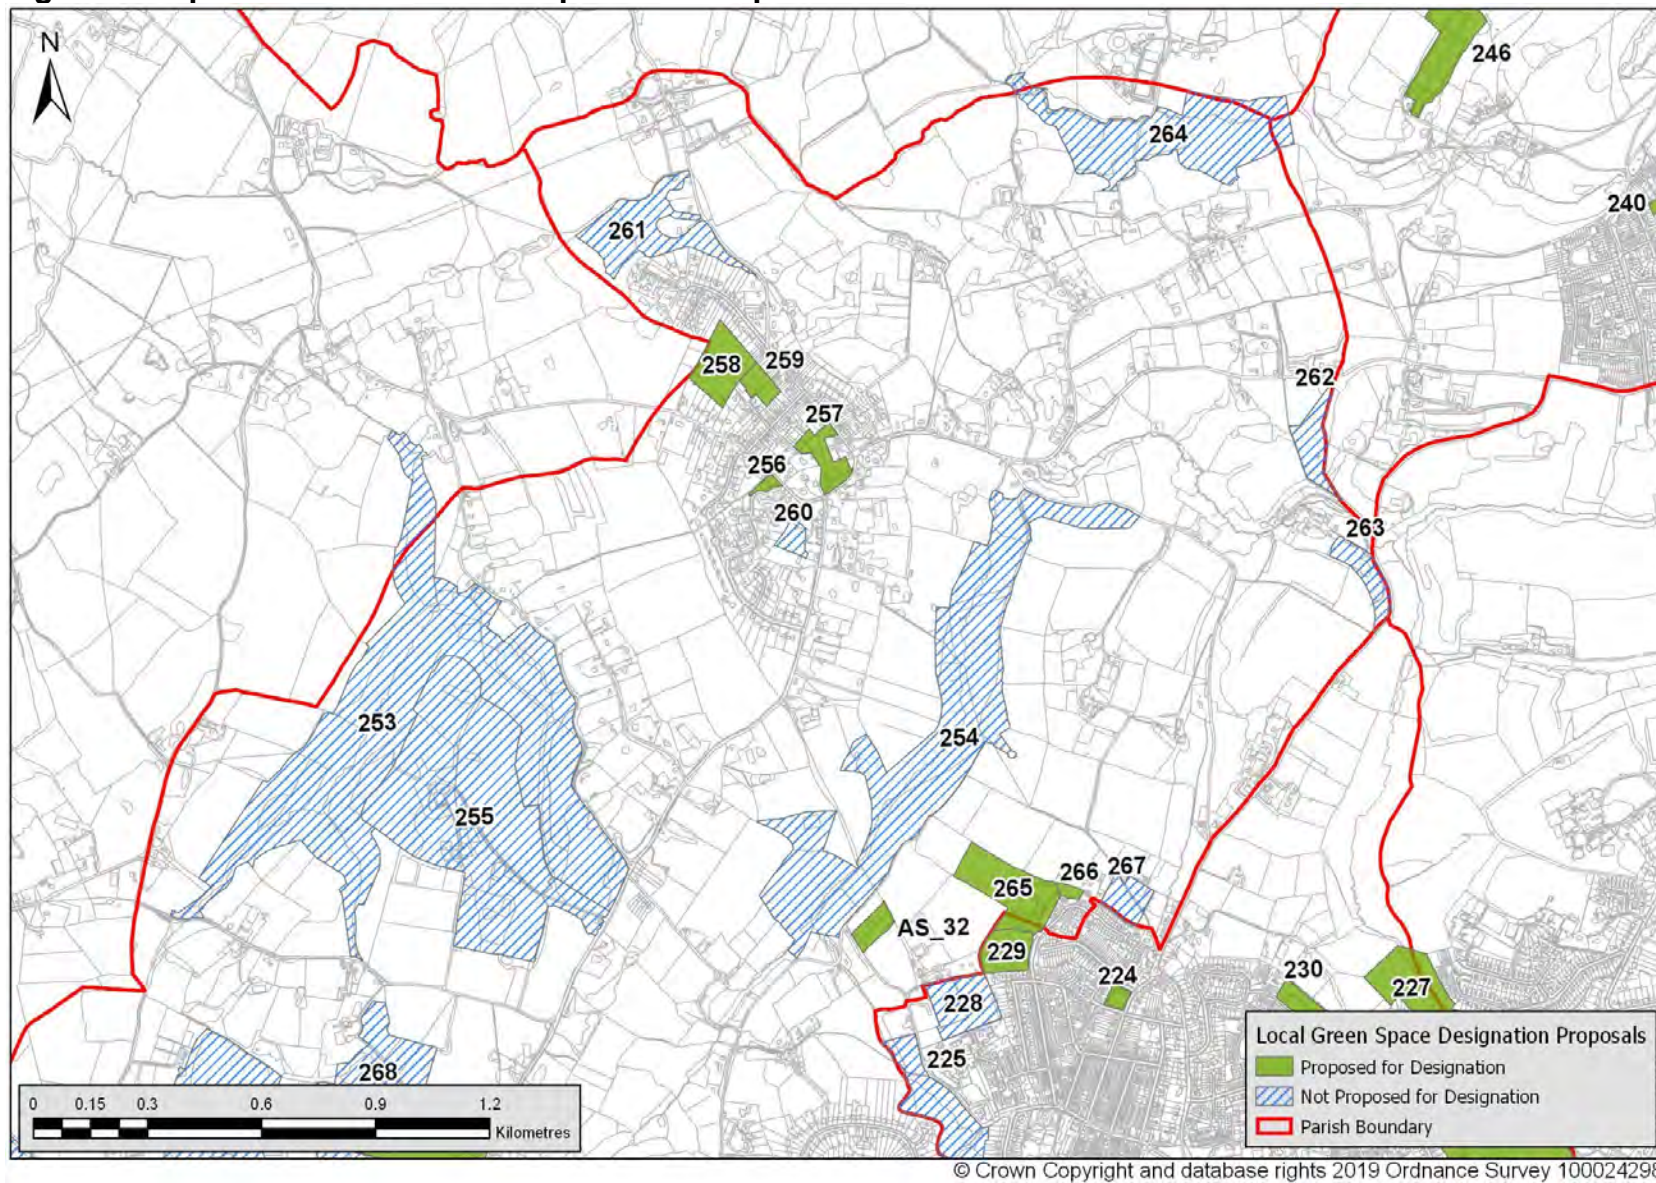 N
246
264
240
261
262
258
259
257
256
260
263
253
254
255
265
266
267
AS_32
229
224
230
227
228
225
268
0 0.15 0.3 0.6 0.9 1.2
Kilometres
Local Green Space Designation Proposals
Proposed for Designation
Not Proposed for Designation
Parish Boundary
© Crown Copyright and database rights 2019 Ordnance Survey 100024298